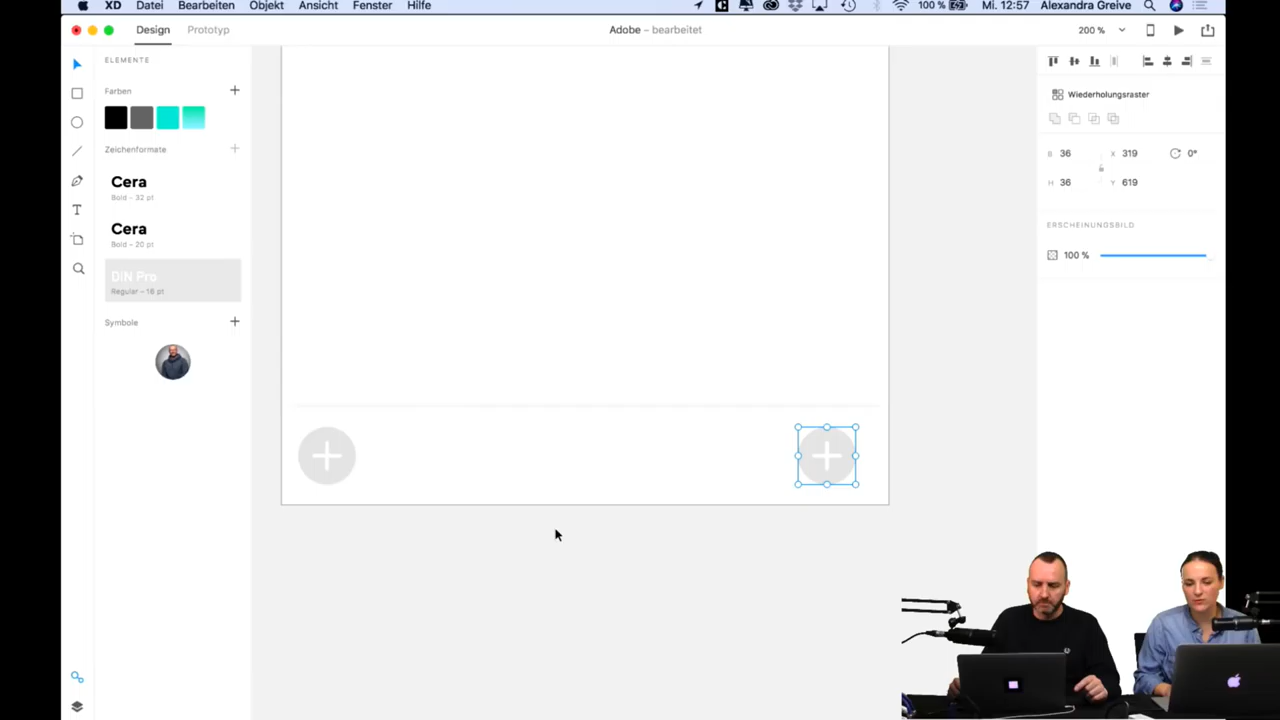 XD Datei Bearbeiten Objekt Ansicht Fenster Hilfe 100 % Mi. 12:57 Alexandra Greive
Design Prototyp Adobe – bearbeitet 200 %
ELEMENTE
Farben
Zeichenformate
Cera
Bold – 32 pt
Cera
Bold – 20 pt
DIN Pro
Regular – 16 pt
Symbole
Wiederholungsraster
B 36 X 319 0°
H 36 Y 619
ERSCHEINUNGSBILD
100 %